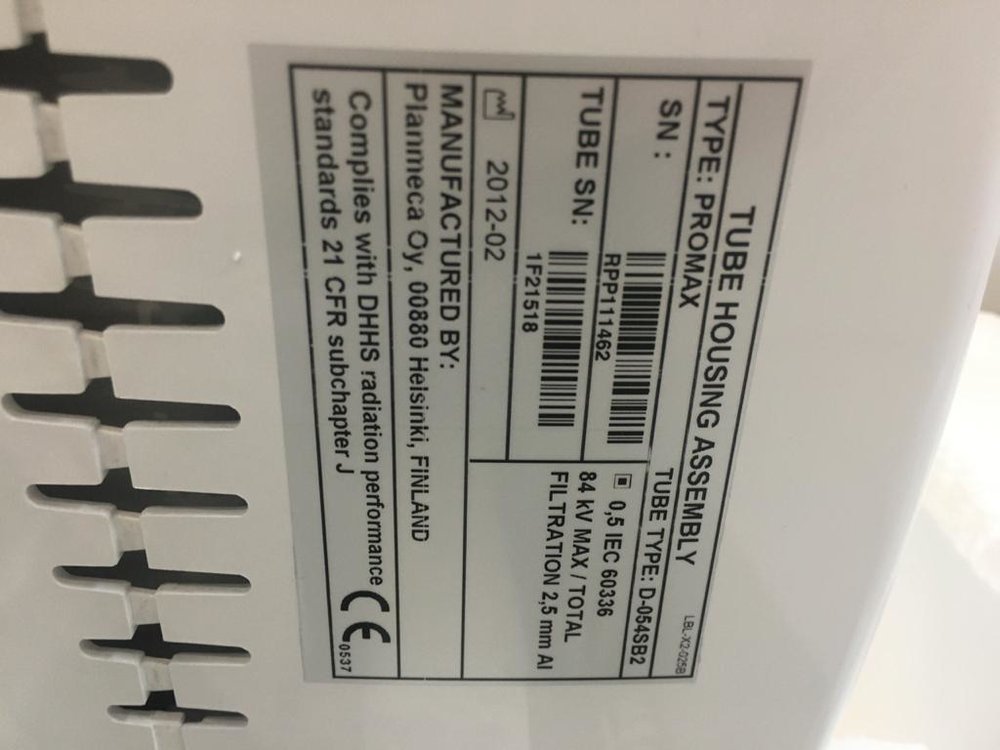 TUBE HOUSING ASSEMBLY
LBL-X2-025B
TYPE: PROMAX
TUBE TYPE: D-054SB2
SN :
RPP111462
0,5 IEC 60336
84 kV MAX / TOTAL
FILTRATION 2,5 mm Al
TUBE SN:
1F21518
2012-02
MANUFACTURED BY:
Planmeca Oy, 00880 Helsinki, FINLAND
Complies with DHHS radiation performance
standards 21 CFR subchapter J
CE 0537